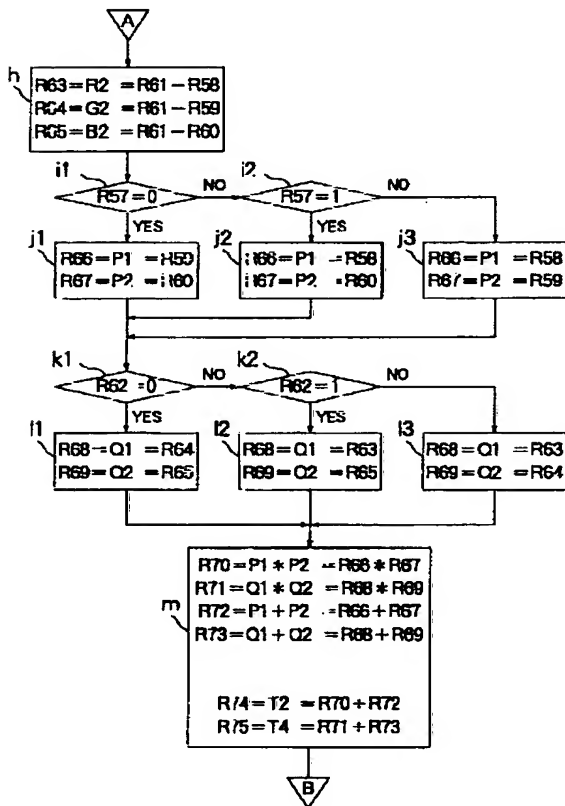 A
h
R63=R2 =R61-R58
R04=G2 =R61-R59
R05=B2 =R61-R60
i1
R57=0
NO
i2
R57=1
NO
YES
YES
j1
R66=P1 =R59
R67=P2 =R60
j2
R66=P1 =R58
R67=P2 =R60
j3
R66=P1 =R58
R67=P2 =R59
k1
R62=0
NO
k2
R62=1
NO
YES
YES
l1
R68=Q1 =R64
R69=Q2 =R65
l2
R68=Q1 =R63
R69=Q2 =R65
l3
R68=Q1 =R63
R69=Q2 =R64
m
R70=P1*P2 =R66*R67
R71=Q1*Q2 =R68*R69
R72=P1+P2 =R66+R67
R73=Q1+Q2 =R68+R69
R74=T2 =R70+R72
R75=T4 =R71+R73
B